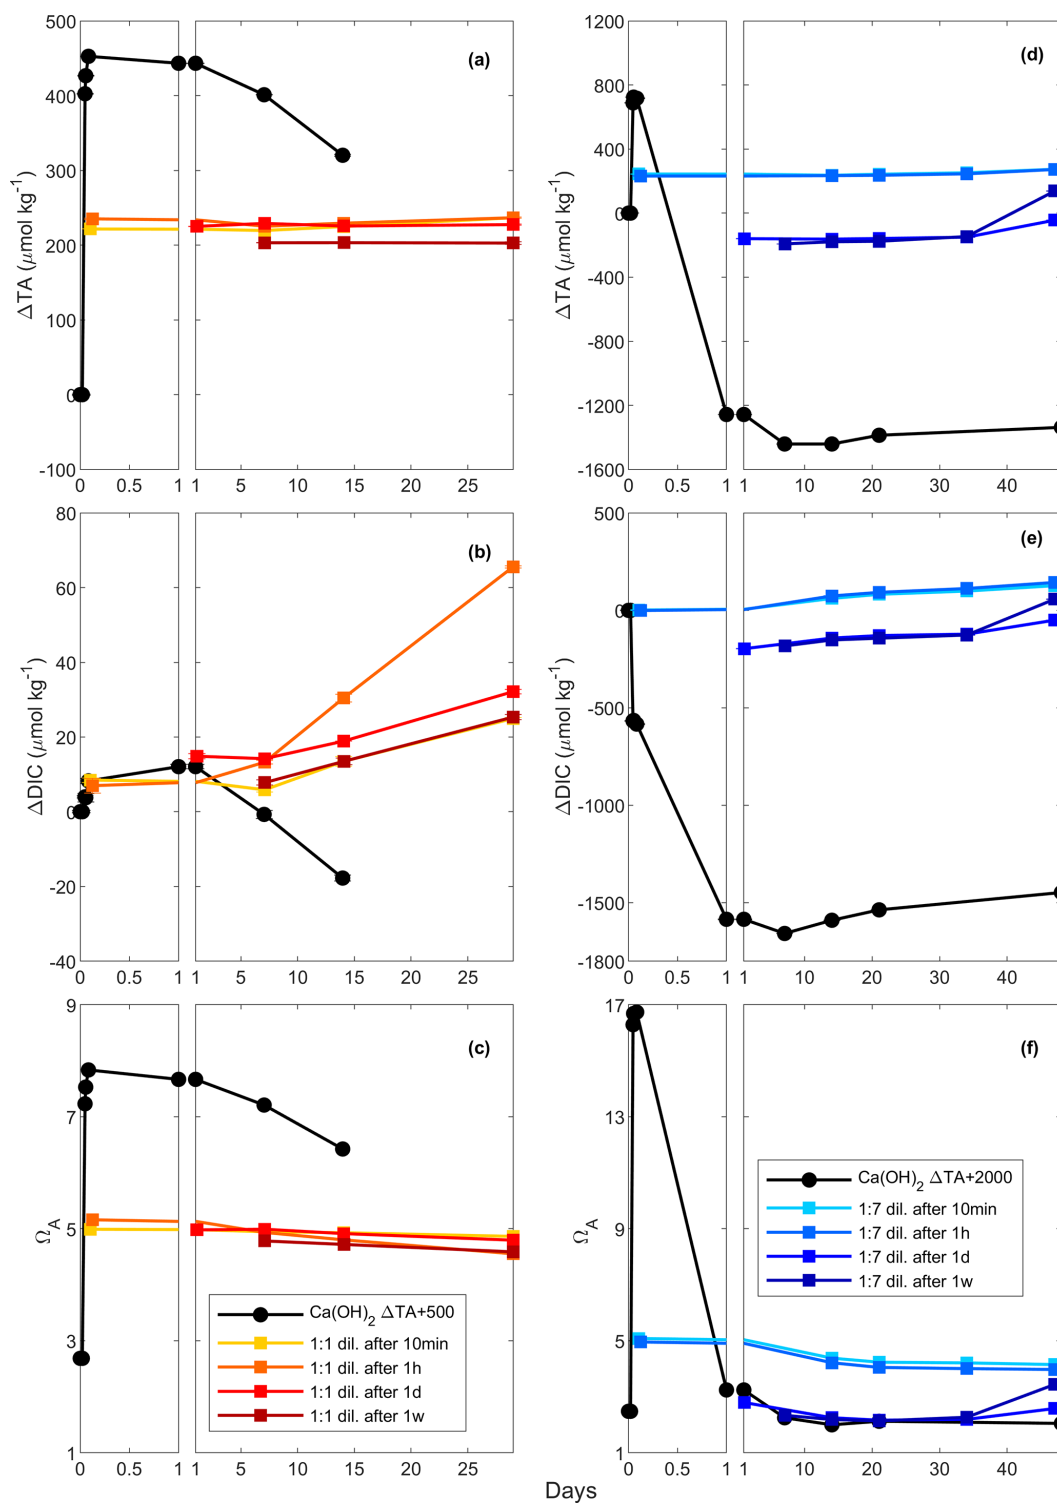 500
400
300
200
100
0
-100
ΔTA (μmol kg⁻¹)
(a)
0 0.5 1 1 5 10 15 20 25
1200
800
400
0
-400
-800
-1200
-1600
ΔTA (μmol kg⁻¹)
(d)
0 0.5 1 1 10 20 30 40
80
60
40
20
0
-20
-40
ΔDIC (μmol kg⁻¹)
(b)
0 0.5 1 1 5 10 15 20 25
500
0
-500
-1000
-1500
-1800
ΔDIC (μmol kg⁻¹)
(e)
0 0.5 1 1 10 20 30 40
9
7
5
3
1
Ω_A
(c)
Ca(OH)₂ ΔTA+500
1:1 dil. after 10min
1:1 dil. after 1h
1:1 dil. after 1d
1:1 dil. after 1w
0 0.5 1 1 5 10 15 20 25
17
13
9
5
1
Ω_A
(f)
Ca(OH)₂ ΔTA+2000
1:7 dil. after 10min
1:7 dil. after 1h
1:7 dil. after 1d
1:7 dil. after 1w
0 0.5 1 1 10 20 30 40
Days